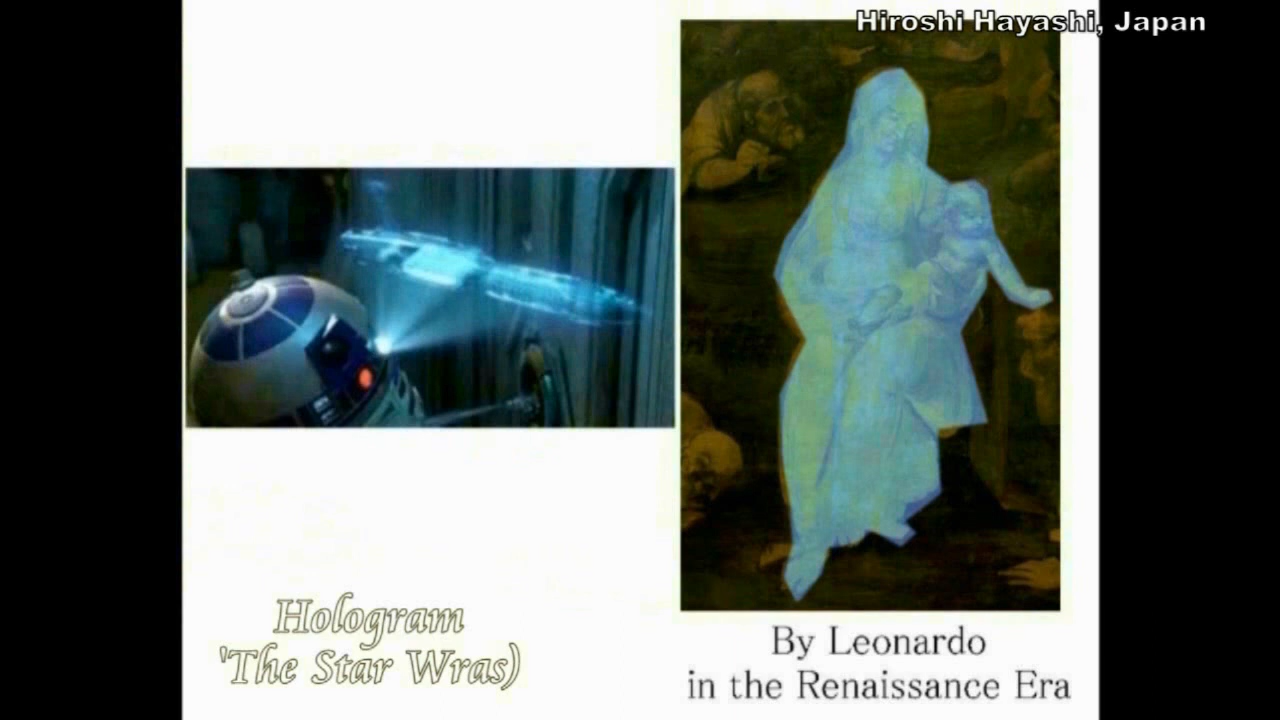 Hiroshi Hayashi, Japan
Hologram
'The Star Wras)
By Leonardo
in the Renaissance Era